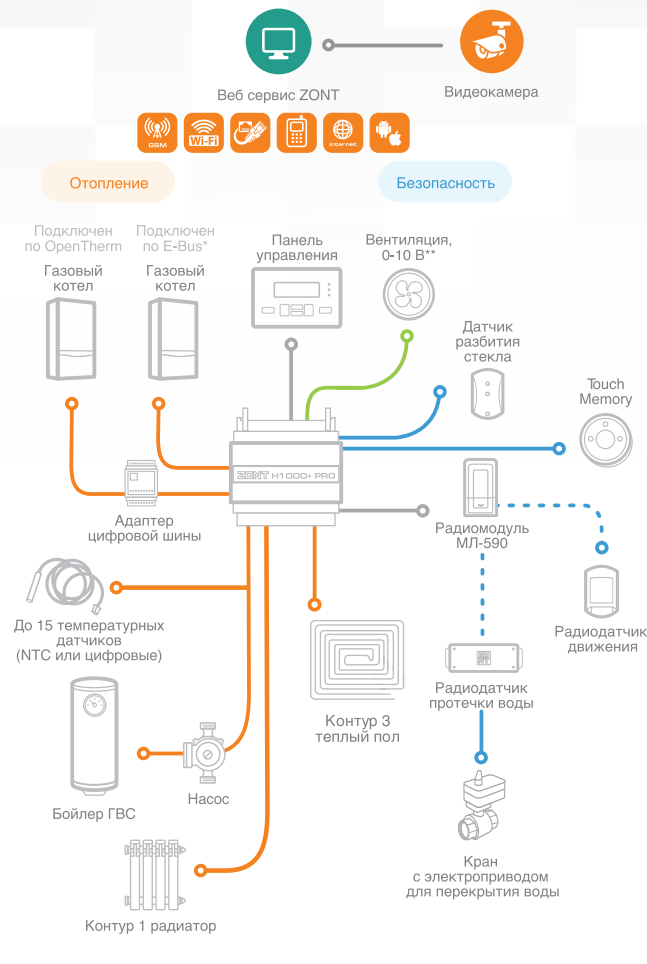 Веб сервис ZONT
Видеокамера
GSM
Wi-Fi
internet
Отопление
Безопасность
Подключен
по OpenTherm
Газовый
котел
Подключен
по E-Bus*
Газовый
котел
Панель
управления
Вентиляция,
0-10 В**
Датчик
разбития
стекла
Touch
Memory
ZONT H1000+ PRO
Адаптер
цифровой шины
Радиомодуль
МЛ-590
До 15 температурных
датчиков
(NTC или цифровые)
Радиодатчик
движения
Контур 3
теплый пол
Радиодатчик
протечки воды
Бойлер ГВС
Насос
Кран
с электроприводом
для перекрытия воды
Контур 1 радиатор